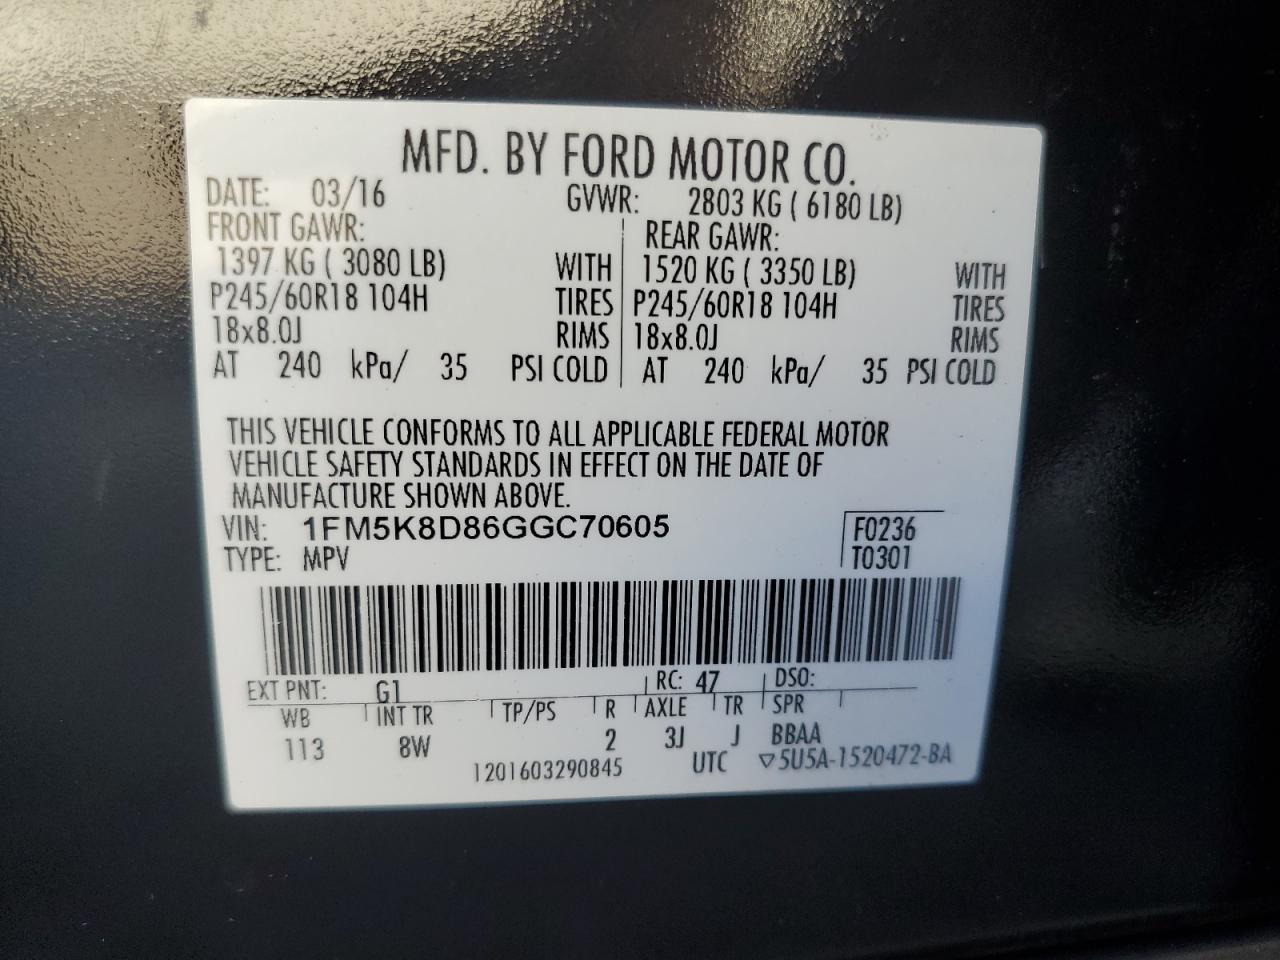 MFD. BY FORD MOTOR CO.
DATE: 03/16 GVWR: 2803 KG ( 6180 LB)
FRONT GAWR: REAR GAWR:
1397 KG ( 3080 LB) WITH 1520 KG ( 3350 LB) WITH
P245/60R18 104H TIRES P245/60R18 104H TIRES
18x8.0J RIMS 18x8.0J RIMS
AT 240 kPa/ 35 PSI COLD AT 240 kPa/ 35 PSI COLD
THIS VEHICLE CONFORMS TO ALL APPLICABLE FEDERAL MOTOR
VEHICLE SAFETY STANDARDS IN EFFECT ON THE DATE OF
MANUFACTURE SHOWN ABOVE.
VIN: 1FM5K8D86GGC70605 F0236
TYPE: MPV T0301
EXT PNT: G1 RC: 47 DSO:
WB INT TR TP/PS R AXLE TR SPR
113 8W 2 3J J BBAA
1201603290845 UTC ▽5U5A-1520472-BA